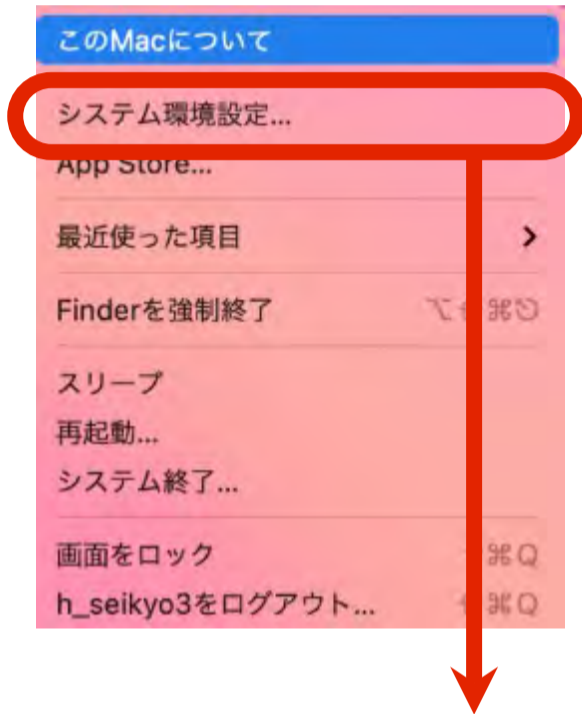 このMacについて
システム環境設定...
App Store...
最近使った項目
Finderを強制終了
スリープ
再起動...
システム終了...
画面をロック ⌘Q
h_seikyo3をログアウト... ⌘Q